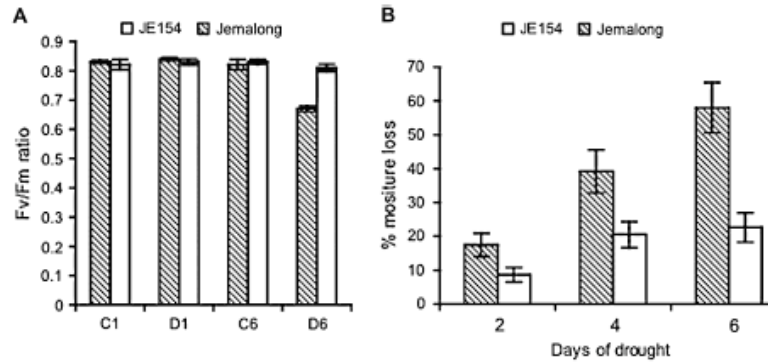 A
JE154 Jemalong
Fv/Fm ratio
0.9
0.8
0.7
0.6
0.5
0.4
0.3
0.2
0.1
0
C1 D1 C6 D6
B
JE154 Jemalong
% mositure loss
70
60
50
40
30
20
10
0
2 4 6
Days of drought